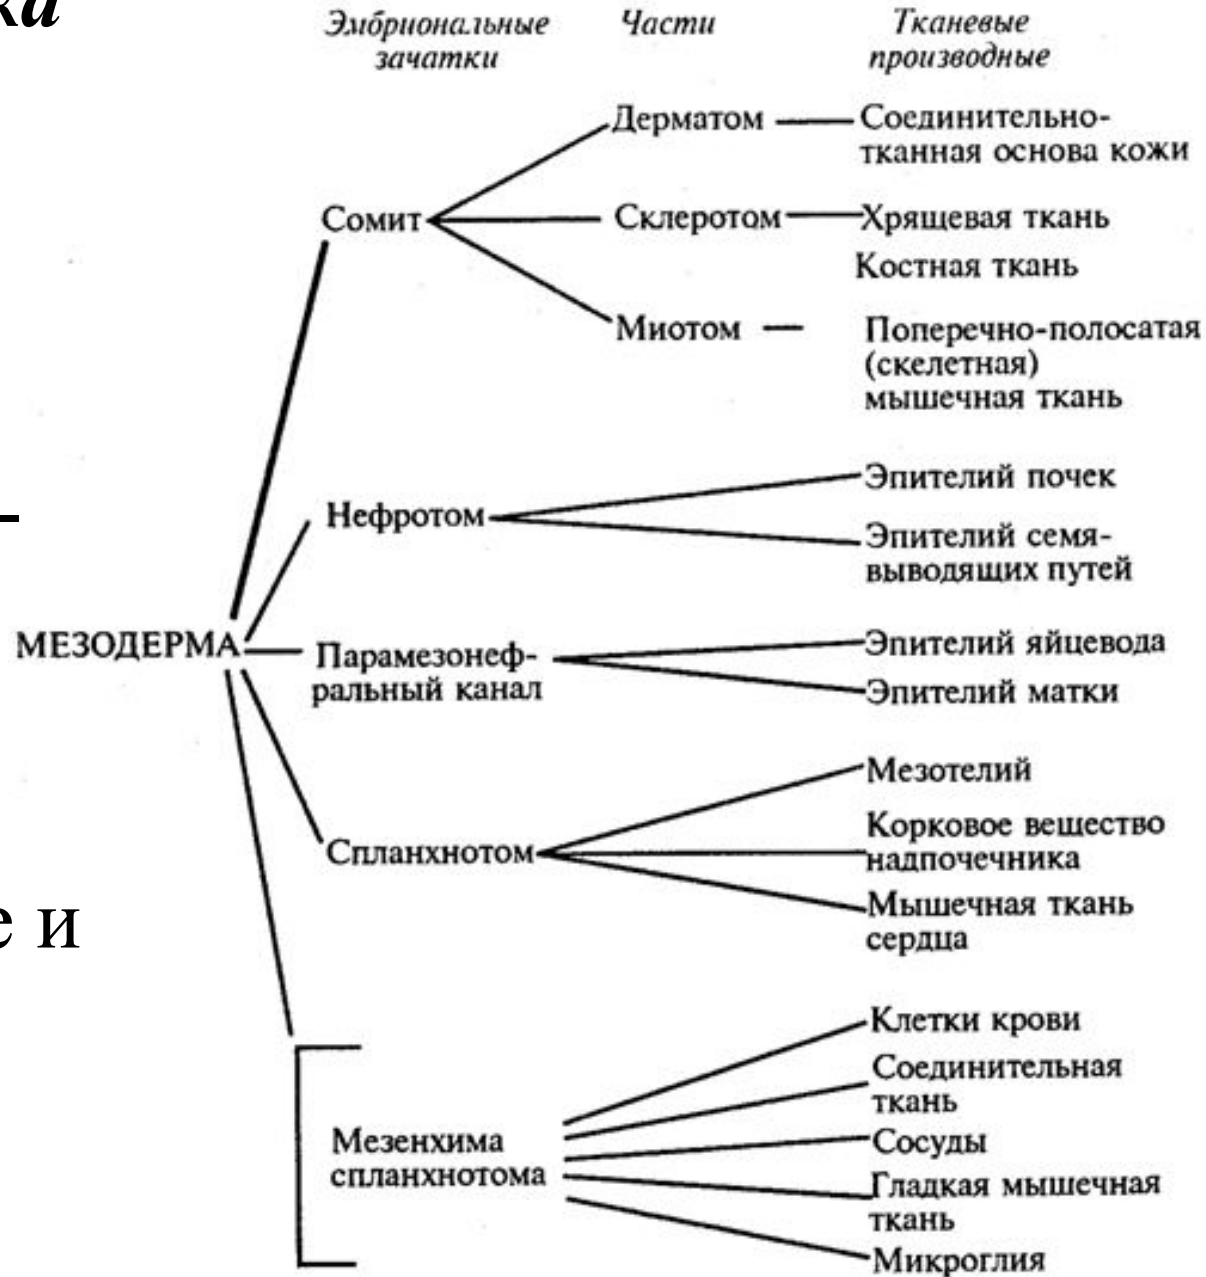 ка
Эмбриональные Части Тканевые
зачатки производные
Дерматом Соединительно-
тканная основа кожи
Сомит Склеротом Хрящевая ткань
Костная ткань
Миотом Поперечно-полосатая
(скелетная)
мышечная ткань
Эпителий почек
Нефротом
Эпителий семя-
выводящих путей
МЕЗОДЕРМА
Парамезонеф-
ральный канал
Эпителий яйцевода
Эпителий матки
Мезотелий
Спланхнотом
Корковое вещество
надпочечника
Мышечная ткань
сердца
е и
Мезенхима
спланхнотома
Клетки крови
Соединительная
ткань
Сосуды
Гладкая мышечная
ткань
Микроглия